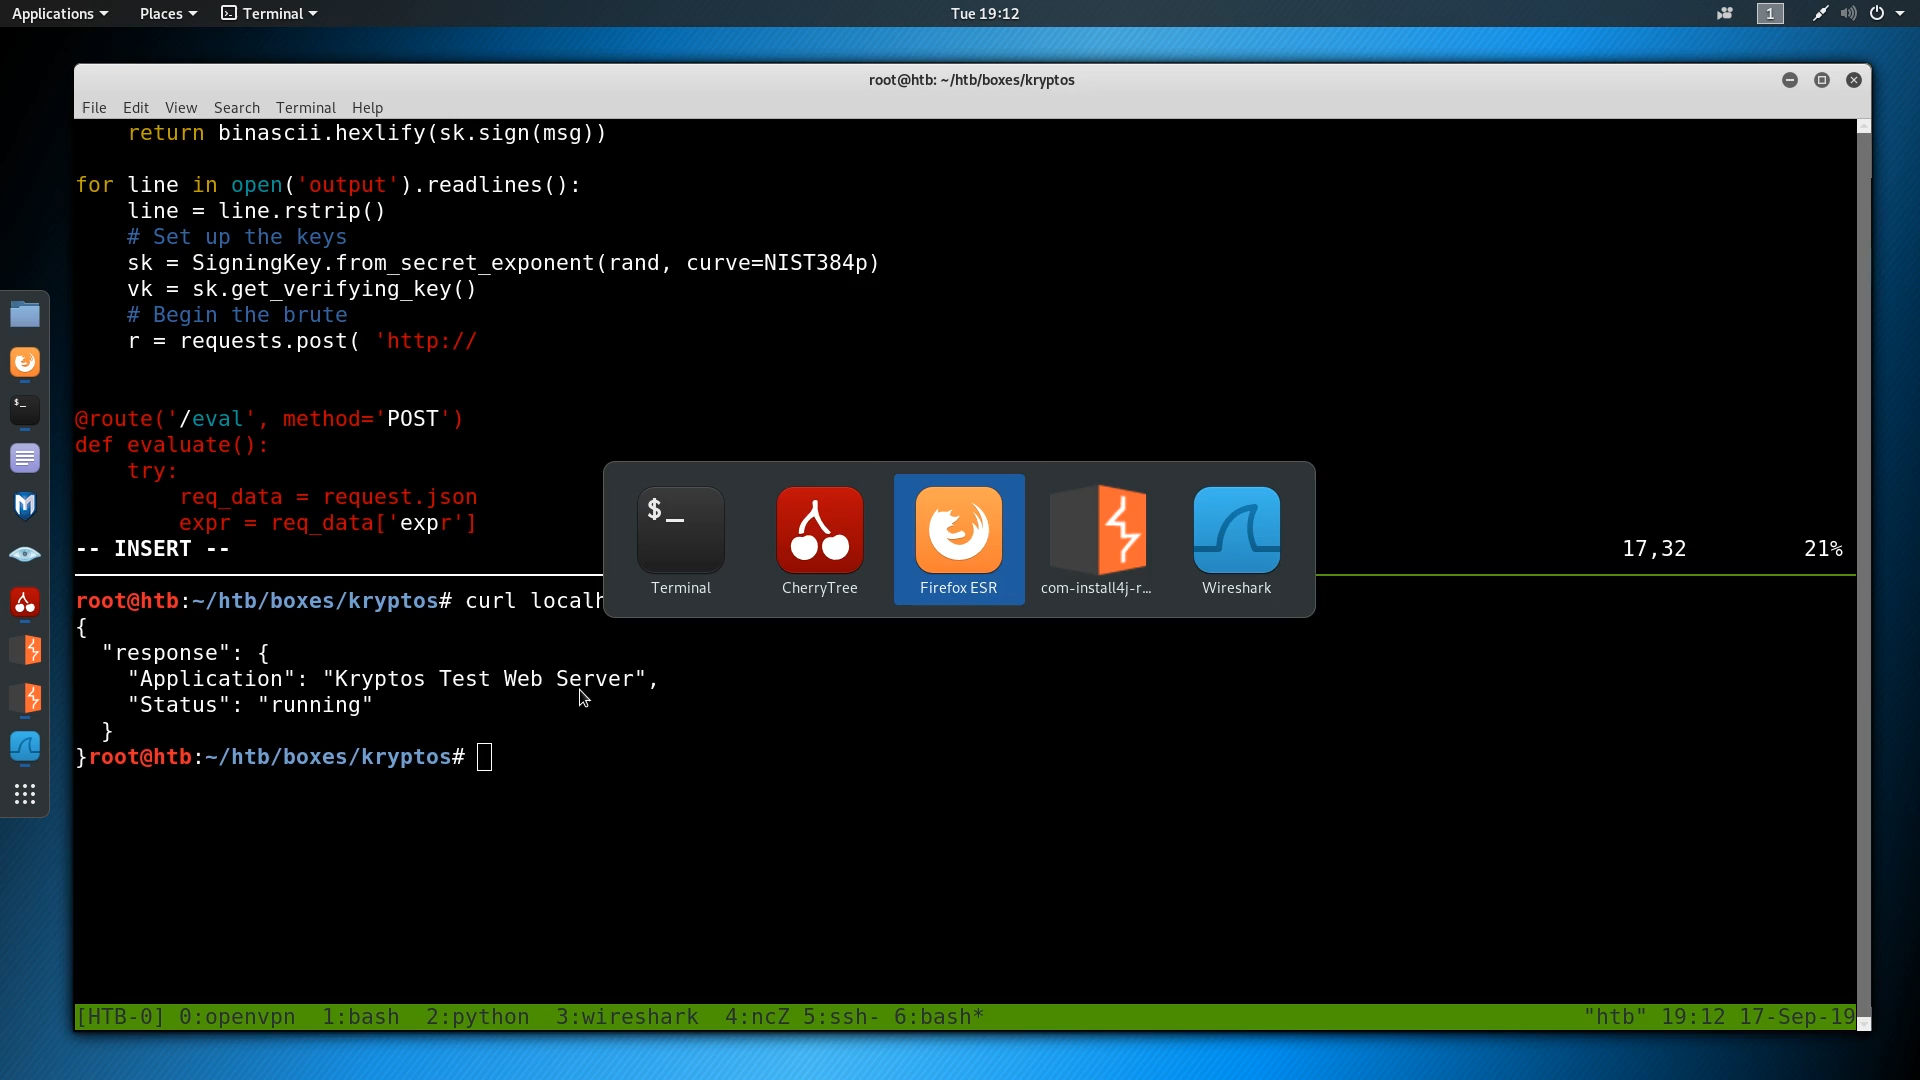 Applications Places Terminal Tue 19:12 1
root@htb: ~/htb/boxes/kryptos
File Edit View Search Terminal Help
return binascii.hexlify(sk.sign(msg))
for line in open('output').readlines():
line = line.rstrip()
# Set up the keys
sk = SigningKey.from_secret_exponent(rand, curve=NIST384p)
vk = sk.get_verifying_key()
# Begin the brute
r = requests.post( 'http://
@route('/eval', method='POST')
def evaluate():
try:
req_data = request.json
expr = req_data['expr']
-- INSERT -- 17,32 21%
$_
Terminal CherryTree Firefox ESR com-install4j-r... Wireshark
root@htb:~/htb/boxes/kryptos# curl localh
{
"response": {
"Application": "Kryptos Test Web Server",
"Status": "running"
}
}root@htb:~/htb/boxes/kryptos#
[HTB-0] 0:openvpn 1:bash 2:python 3:wireshark 4:ncZ 5:ssh- 6:bash* "htb" 19:12 17-Sep-19